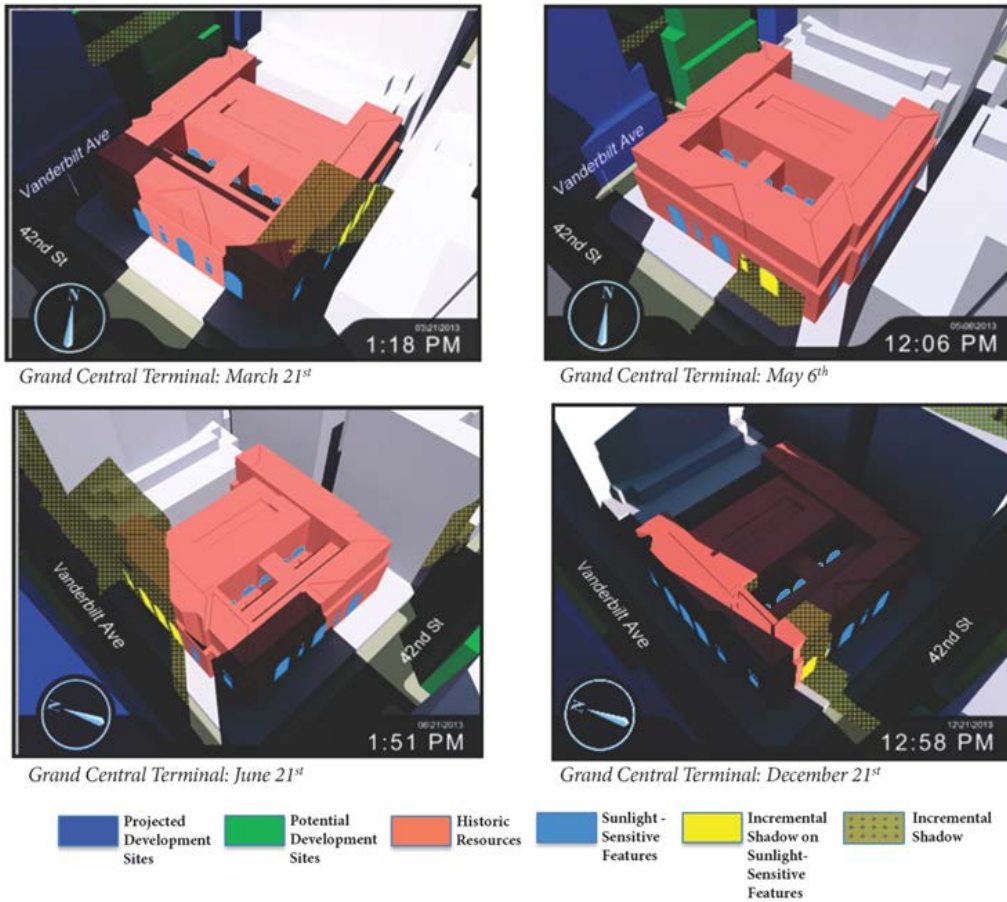 Vanderbilt Ave
42nd St
N
03\21\2013
1:18 PM
Grand Central Terminal: March 21st
Vanderbilt Ave
42nd St
N
05\06\2013
12:06 PM
Grand Central Terminal: May 6th
Vanderbilt Ave
42nd St
N
06\21\2013
1:51 PM
Grand Central Terminal: June 21st
Vanderbilt Ave
42nd St
N
12\21\2013
12:58 PM
Grand Central Terminal: December 21st
Projected
Development
Sites
Potential
Development
Sites
Historic
Resources
Sunlight -
Sensitive
Features
Incremental
Shadow on
Sunlight-
Sensitive
Features
Incremental
Shadow